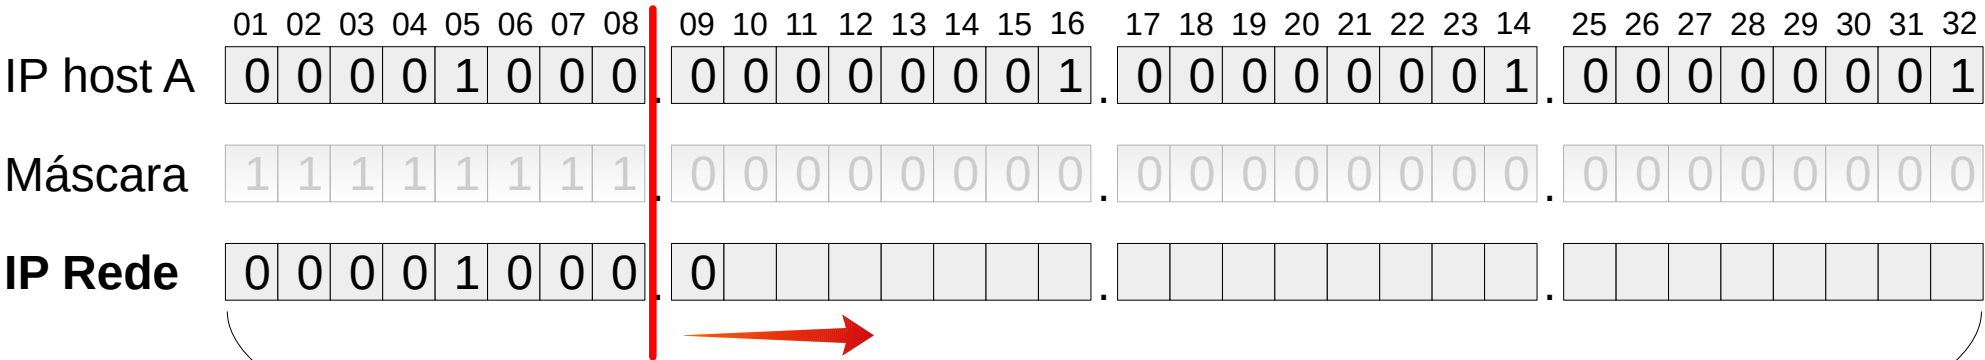 01 02 03 04 05 06 07 08 09 10 11 12 13 14 15 16 17 18 19 20 21 22 23 14 25 26 27 28 29 30 31 32
IP host A 0 0 0 0 1 0 0 0 . 0 0 0 0 0 0 0 1 . 0 0 0 0 0 0 0 1 . 0 0 0 0 0 0 0 1
Máscara 1 1 1 1 1 1 1 1 . 0 0 0 0 0 0 0 0 . 0 0 0 0 0 0 0 0 . 0 0 0 0 0 0 0 0
IP Rede 0 0 0 0 1 0 0 0 . 0 . .